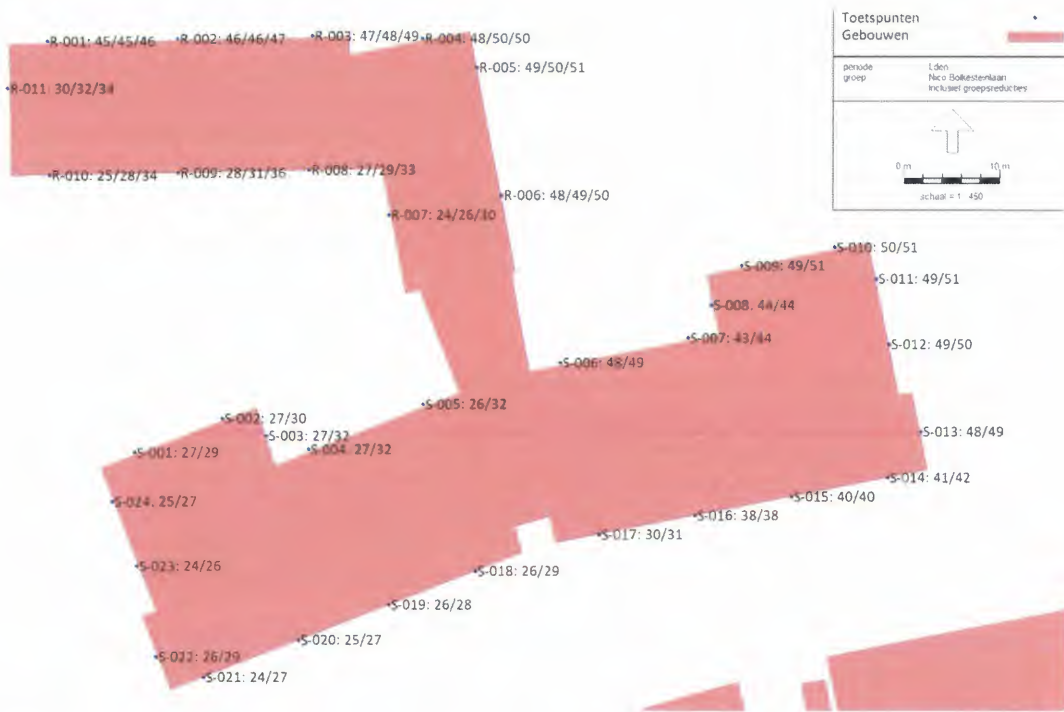 R-001: 45/45/46
R-002: 46/46/47
R-003: 47/48/49
R-004: 48/50/50
R-005: 49/50/51
R-011: 30/32/34
R-010: 25/28/34
R-009: 28/31/36
R-008: 27/29/33
R-006: 48/49/50
R-007: 24/26/30
Toetspunten
Gebouwen
periode Lden
groep Nico Bolkesteinlaan
Inclusief groepsreducties
0 m 10 m
schaal = 1 : 450
S-010: 50/51
S-009: 49/51
S-011: 49/51
S-008: 44/44
S-007: 43/44
S-012: 49/50
S-006: 48/49
S-005: 26/32
S-002: 27/30
S-003: 27/32
S-004: 27/32
S-001: 27/29
S-013: 48/49
S-014: 41/42
S-015: 40/40
S-016: 38/38
S-017: 30/31
S-024: 25/27
S-023: 24/26
S-018: 26/29
S-019: 26/28
S-020: 25/27
S-022: 26/29
S-021: 24/27